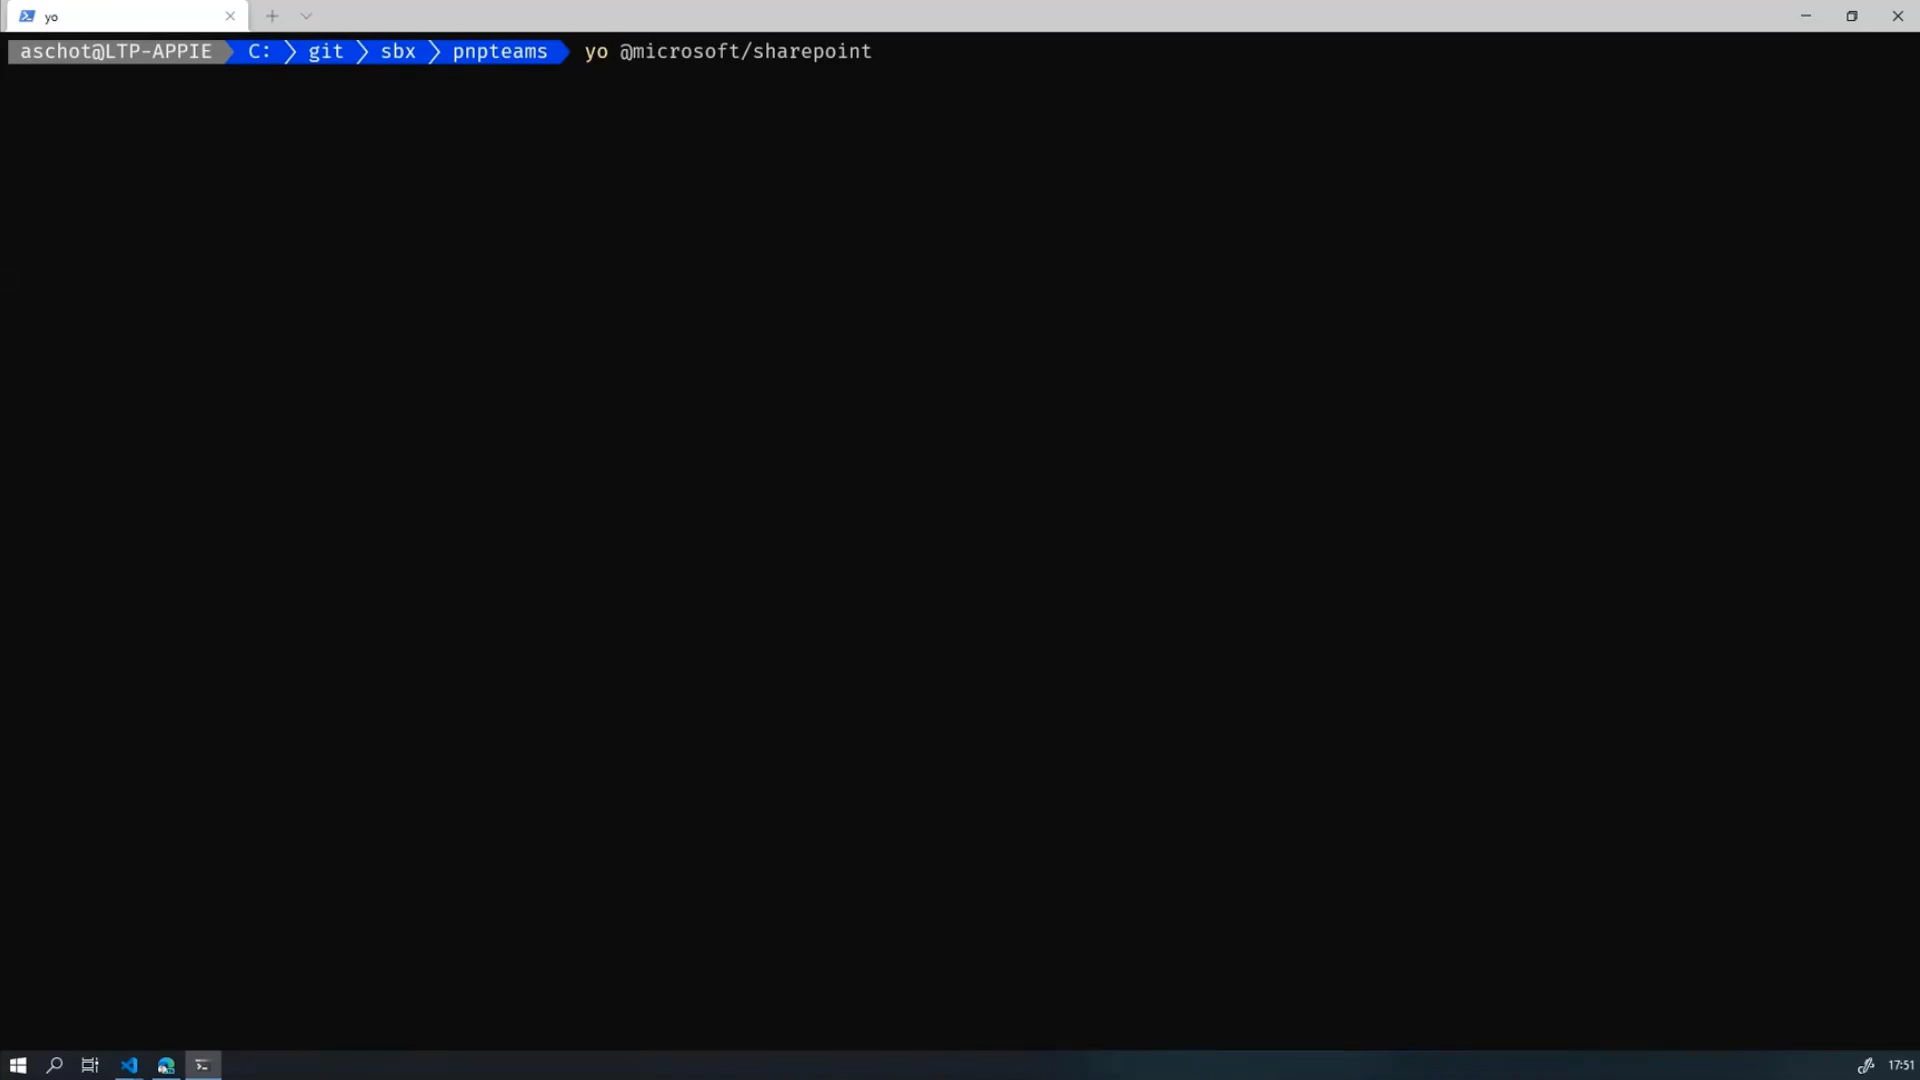 yo
aschot@LTP-APPIE C: git sbx pnpteams yo @microsoft/sharepoint
17:51